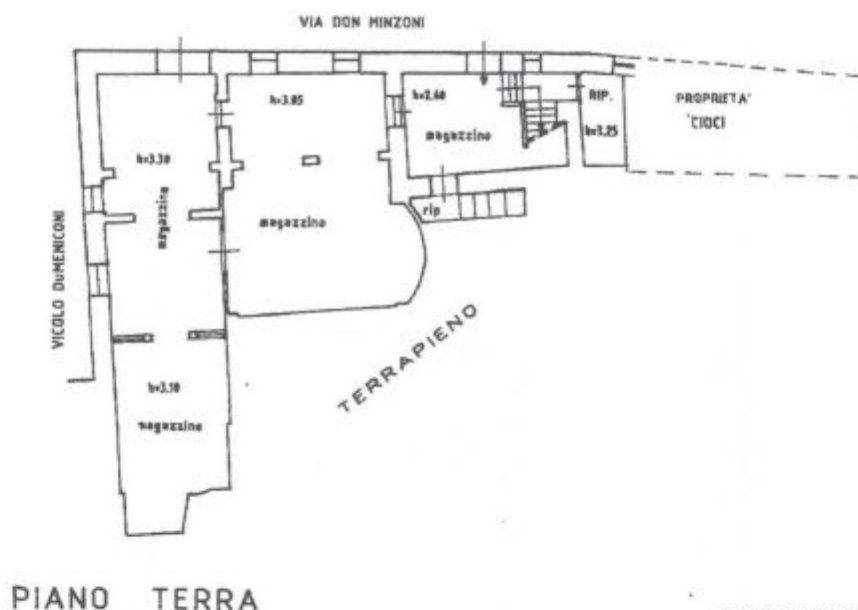 VIA DON MINZONI
h=3.05
h=2.60
RIP.
h=3.25
PROPRIETA'
CIOCI
magazzino
h=3.30
magazzino
magazzino
rip
VICOLO DUMENICONI
TERRAPIENO
h=3.10
magazzino
PIANO TERRA